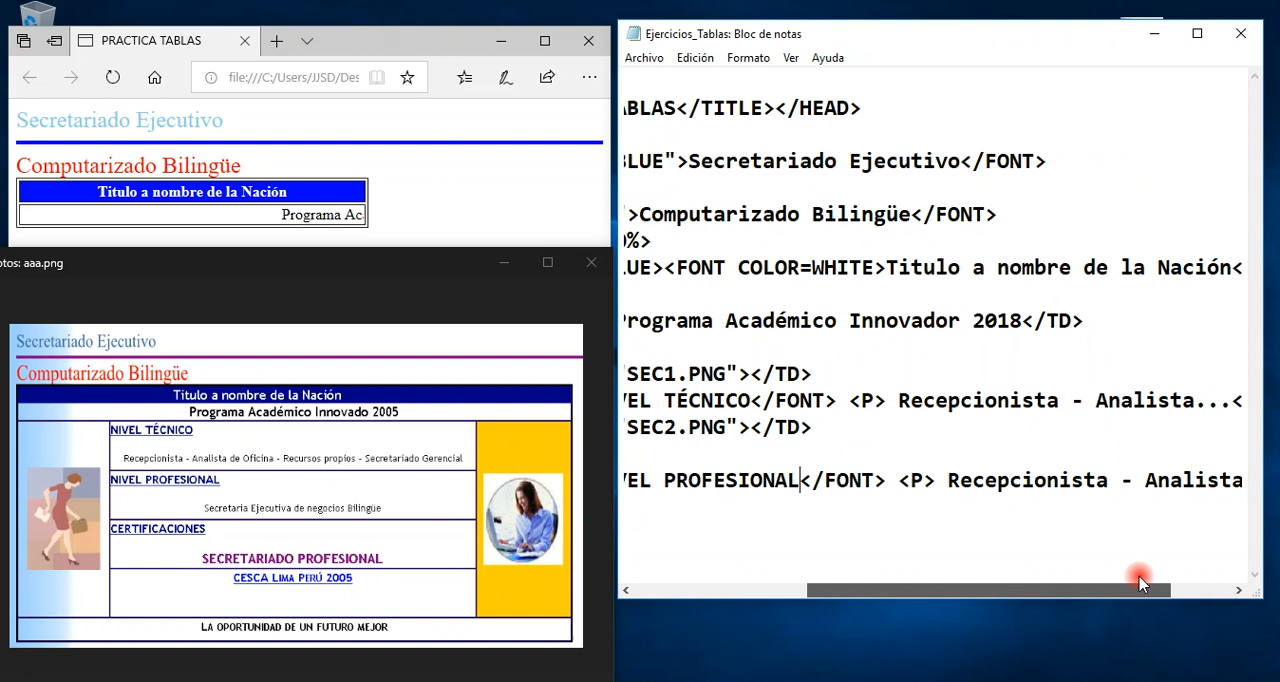 PRACTICA TABLAS
file:///C:/Users/JJSD/Des
Secretariado Ejecutivo
Computarizado Bilingüe
Titulo a nombre de la Nación
Programa Ac
otos: aaa.png
Secretariado Ejecutivo
Computarizado Bilingüe
Titulo a nombre de la Nación
Programa Académico Innovado 2005
NIVEL TÉCNICO
Recepcionista - Analista de Oficina - Recursos propios - Secretariado Gerencial
NIVEL PROFESIONAL
Secretaria Ejecutiva de negocios Bilingüe
CERTIFICACIONES
SECRETARIADO PROFESIONAL
CESCA LIMA PERÚ 2005
LA OPORTUNIDAD DE UN FUTURO MEJOR
Ejercicios_Tablas: Bloc de notas
Archivo Edición Formato Ver Ayuda
ABLAS</TITLE></HEAD>
BLUE">Secretariado Ejecutivo</FONT>
">Computarizado Bilingüe</FONT>
0%>
LUE><FONT COLOR=WHITE>Titulo a nombre de la Nación<
Programa Académico Innovador 2018</TD>
"SEC1.PNG"></TD>
VEL TÉCNICO</FONT> <P> Recepcionista - Analista...<
"SEC2.PNG"></TD>
VEL PROFESIONAL</FONT> <P> Recepcionista - Analista